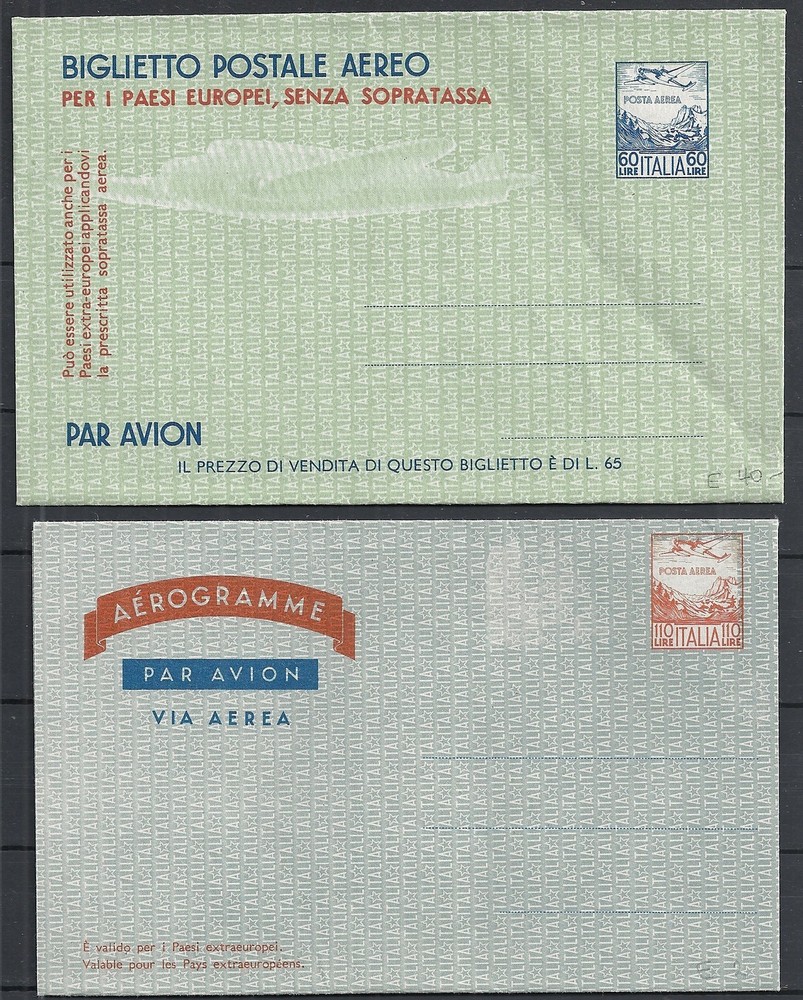 BIGLIETTO POSTALE AEREO
PER I PAESI EUROPEI, SENZA SOPRATASSA
POSTA AEREA
60 ITALIA 60
LIRE LIRE
Può essere utilizzato anche per i
Paesi extra-europei applicandovi
la prescritta sopratassa aerea.
PAR AVION
IL PREZZO DI VENDITA DI QUESTO BIGLIETTO È DI L. 65
E 40-
AÉROGRAMME
PAR AVION
VIA AEREA
POSTA AEREA
110 ITALIA 110
LIRE LIRE
È valido per i Paesi extraeuropei.
Valable pour les Pays extraeuropéens.